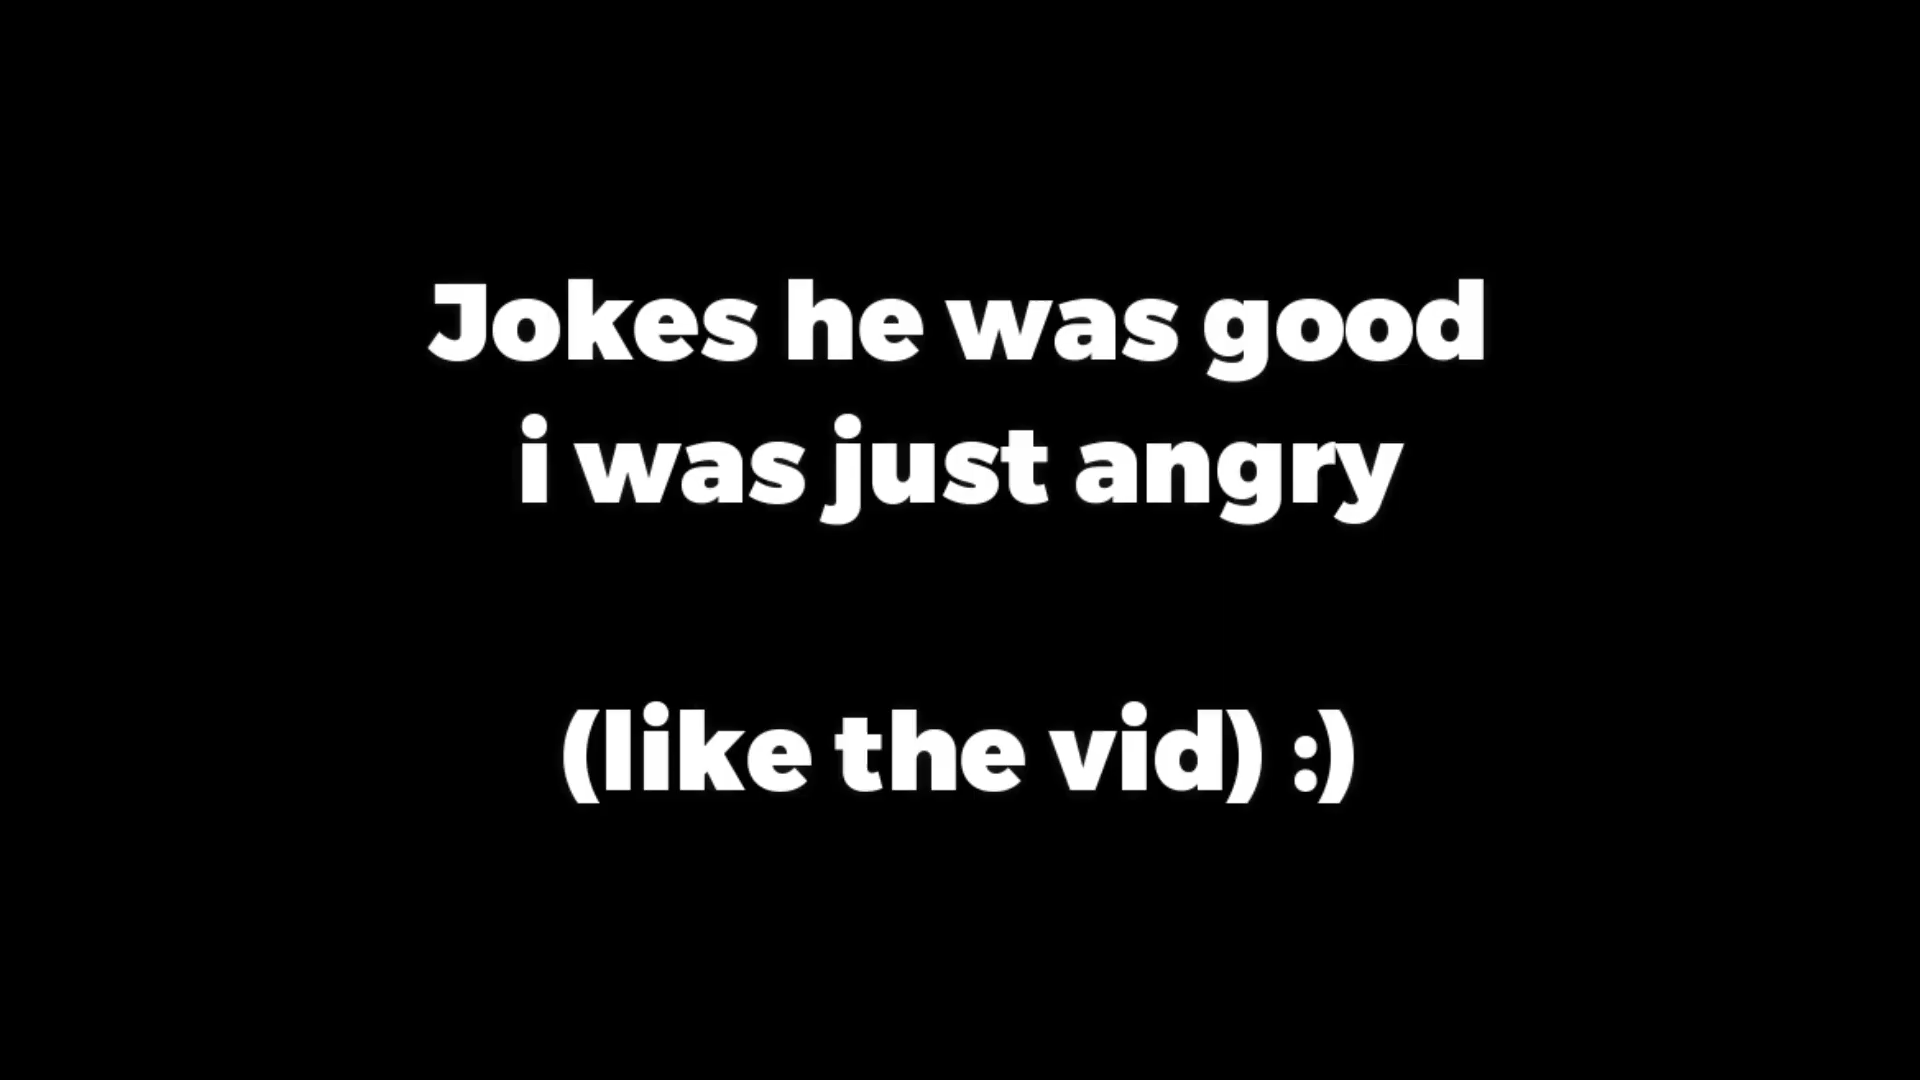 Jokes he was good
i was just angry
(like the vid) :)